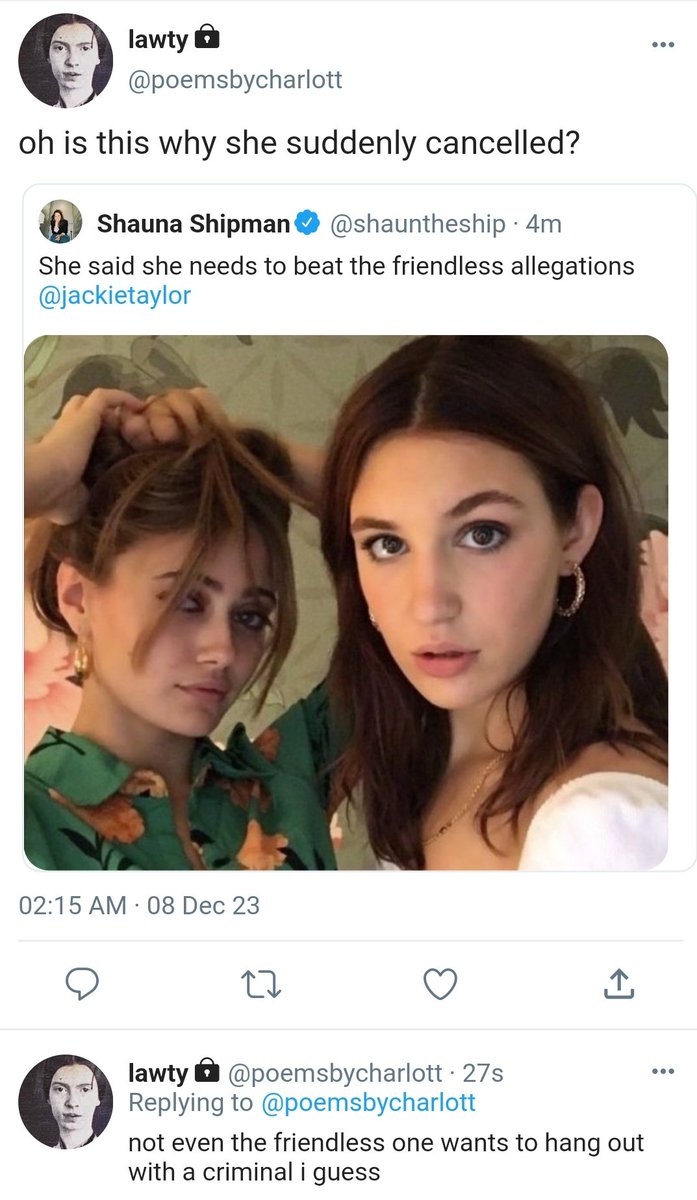 lawty
@poemsbycharlott
oh is this why she suddenly cancelled?
Shauna Shipman @shauntheship · 4m
She said she needs to beat the friendless allegations
@jackietaylor
02:15 AM · 08 Dec 23
lawty @poemsbycharlott · 27s
Replying to @poemsbycharlott
not even the friendless one wants to hang out
with a criminal i guess